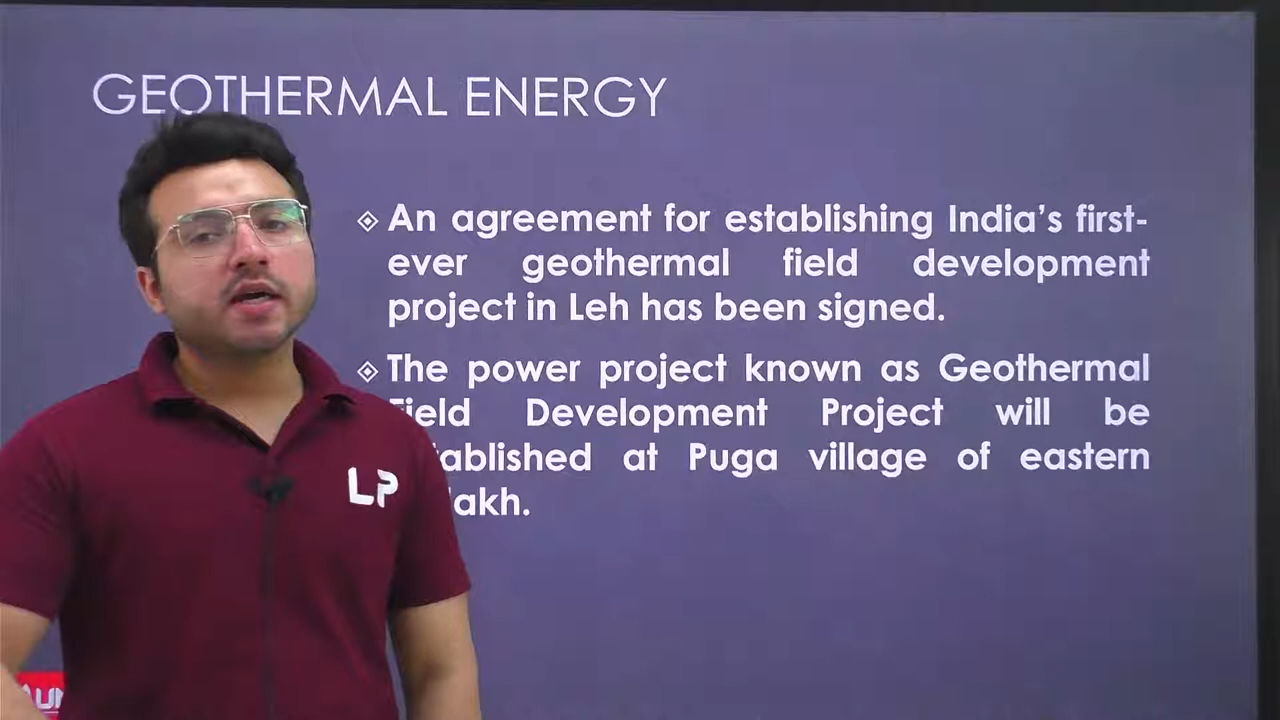 GEOTHERMAL ENERGY
An agreement for establishing India's first-
ever geothermal field development
project in Leh has been signed.
The power project known as Geothermal
Field Development Project will be
at Puga village of eastern
LP